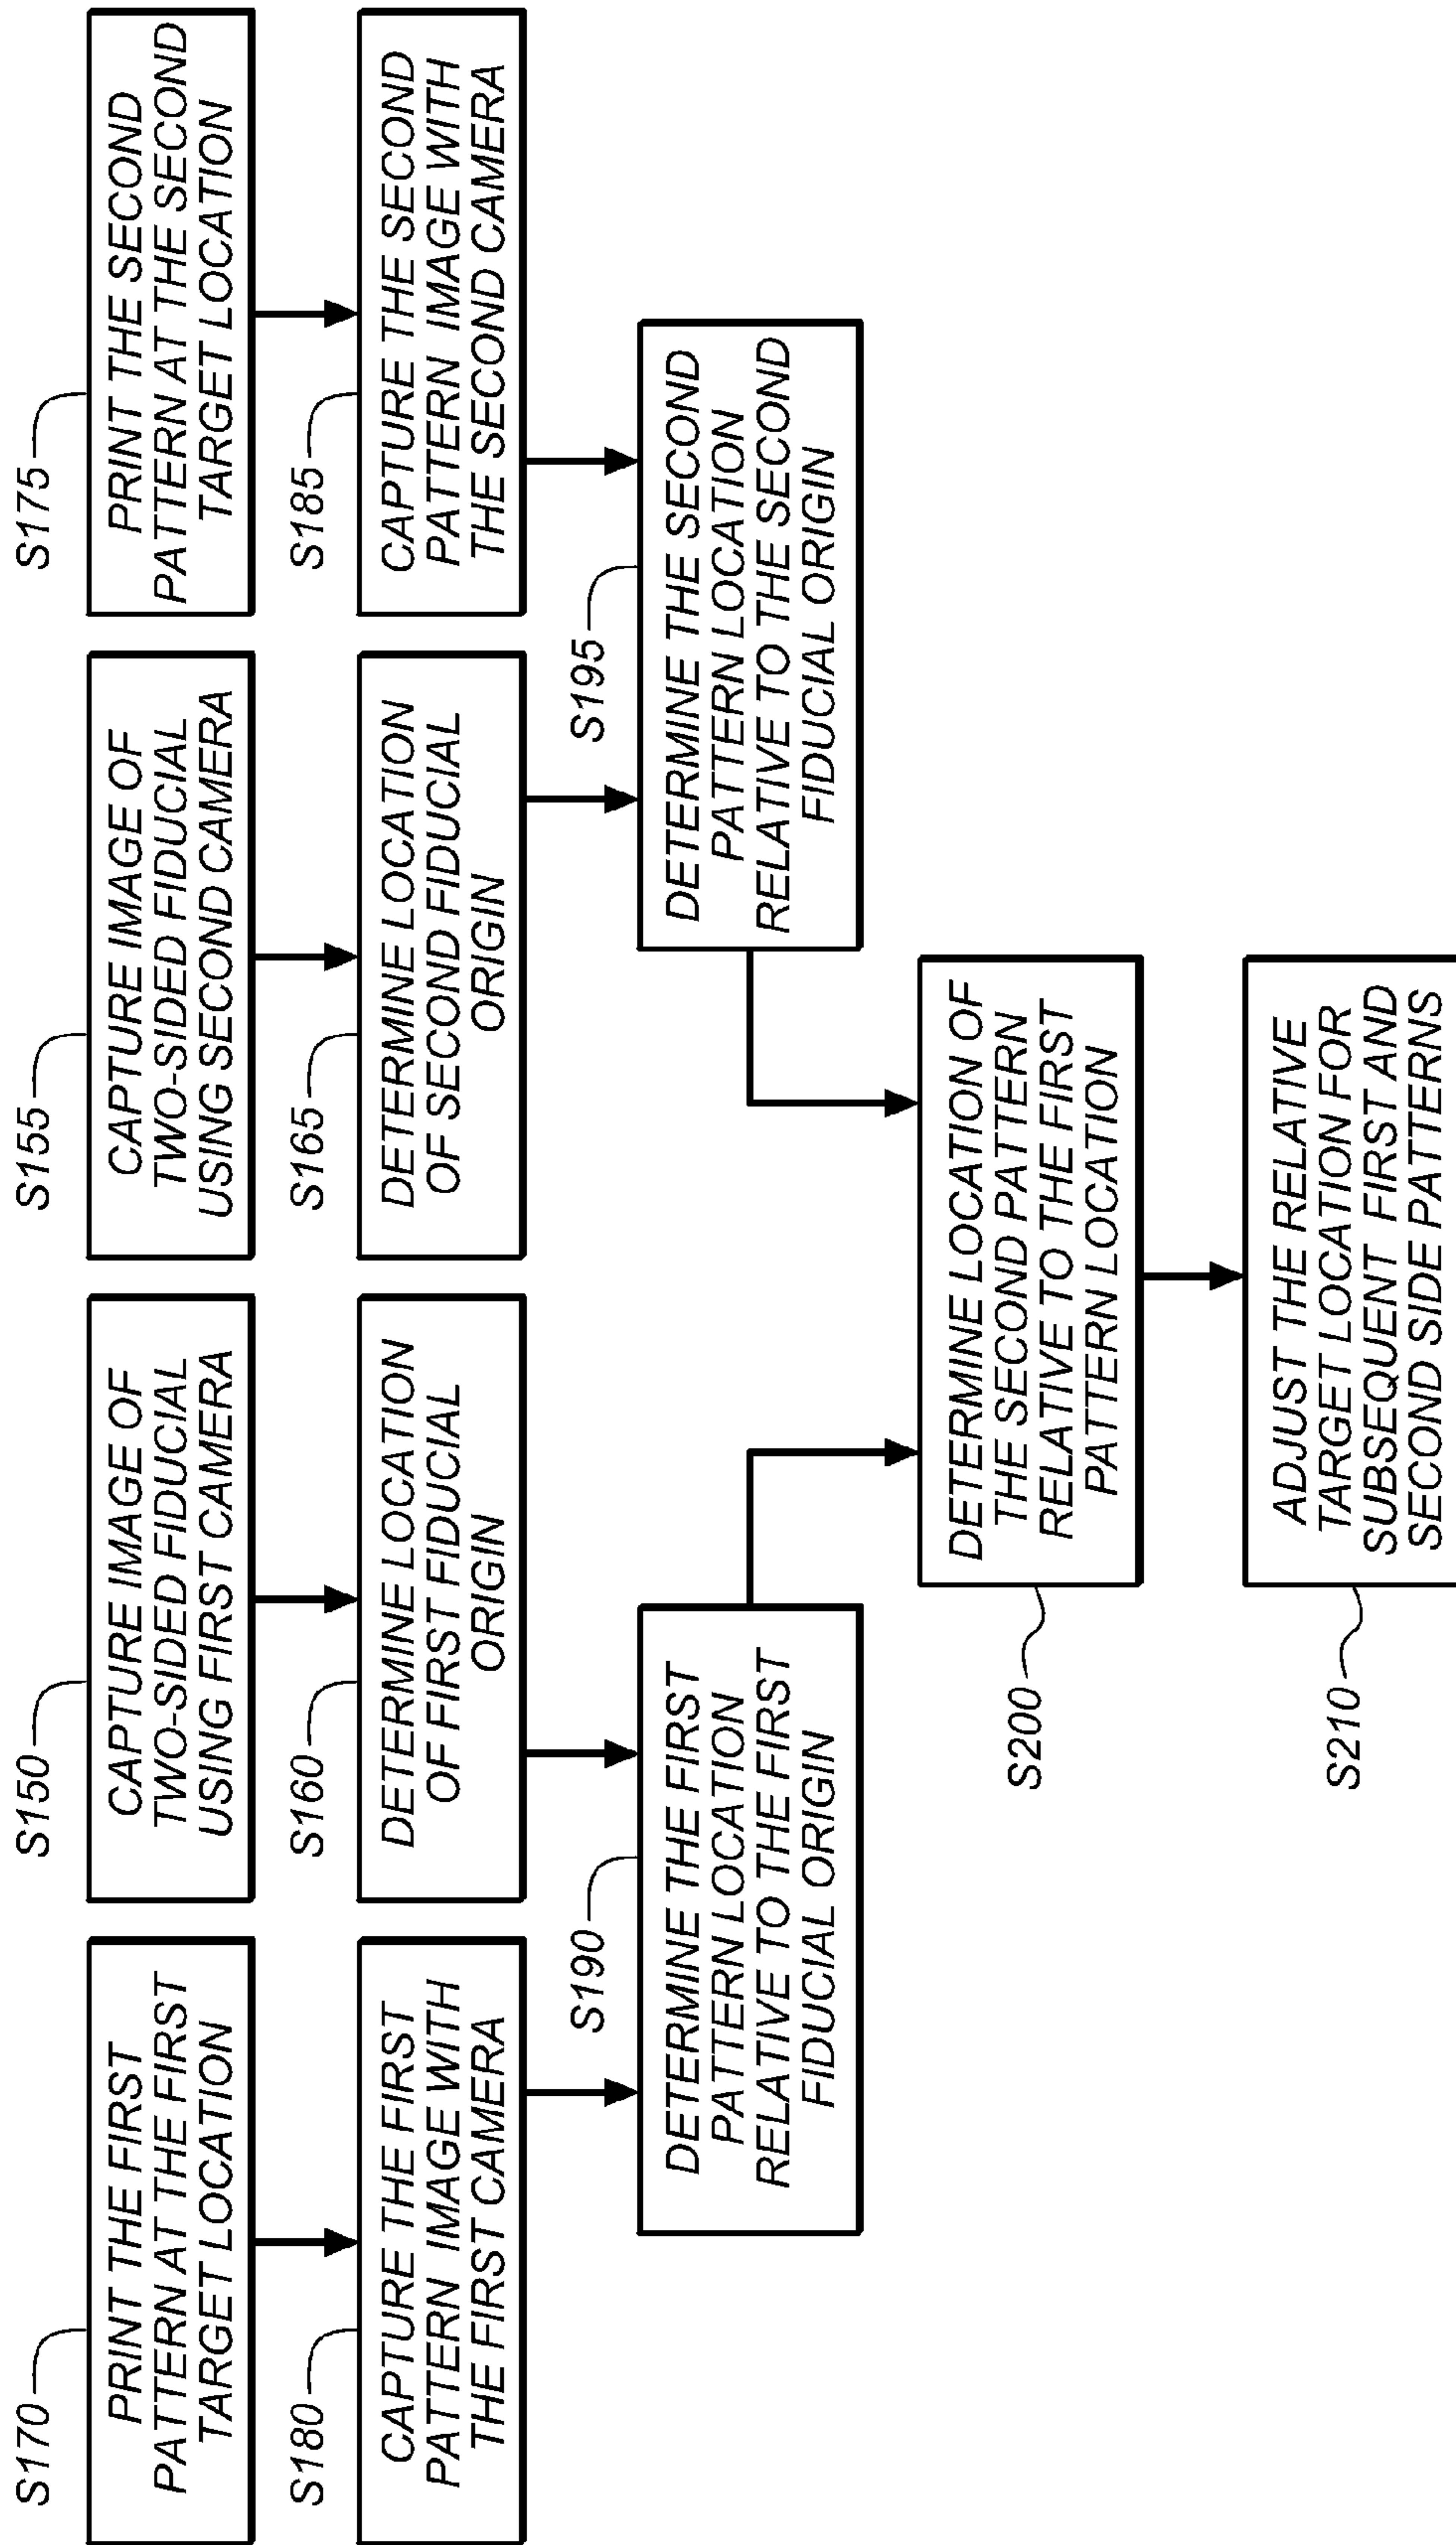 S170
PRINT THE FIRST
PATTERN AT THE FIRST
TARGET LOCATION
S150
CAPTURE IMAGE OF
TWO-SIDED FIDUCIAL
USING FIRST CAMERA
S155
CAPTURE IMAGE OF
TWO-SIDED FIDUCIAL
USING SECOND CAMERA
S175
PRINT THE SECOND
PATTERN AT THE SECOND
TARGET LOCATION
S180
CAPTURE THE FIRST
PATTERN IMAGE WITH
THE FIRST CAMERA
S160
DETERMINE LOCATION
OF FIRST FIDUCIAL
ORIGIN
S165
DETERMINE LOCATION
OF SECOND FIDUCIAL
ORIGIN
S185
CAPTURE THE SECOND
PATTERN IMAGE WITH
THE SECOND CAMERA
S190
DETERMINE THE FIRST
PATTERN LOCATION
RELATIVE TO THE FIRST
FIDUCIAL ORIGIN
S195
DETERMINE THE SECOND
PATTERN LOCATION
RELATIVE TO THE SECOND
FIDUCIAL ORIGIN
S200
DETERMINE LOCATION OF
THE SECOND PATTERN
RELATIVE TO THE FIRST
PATTERN LOCATION
S210
ADJUST THE RELATIVE
TARGET LOCATION FOR
SUBSEQUENT FIRST AND
SECOND SIDE PATTERNS